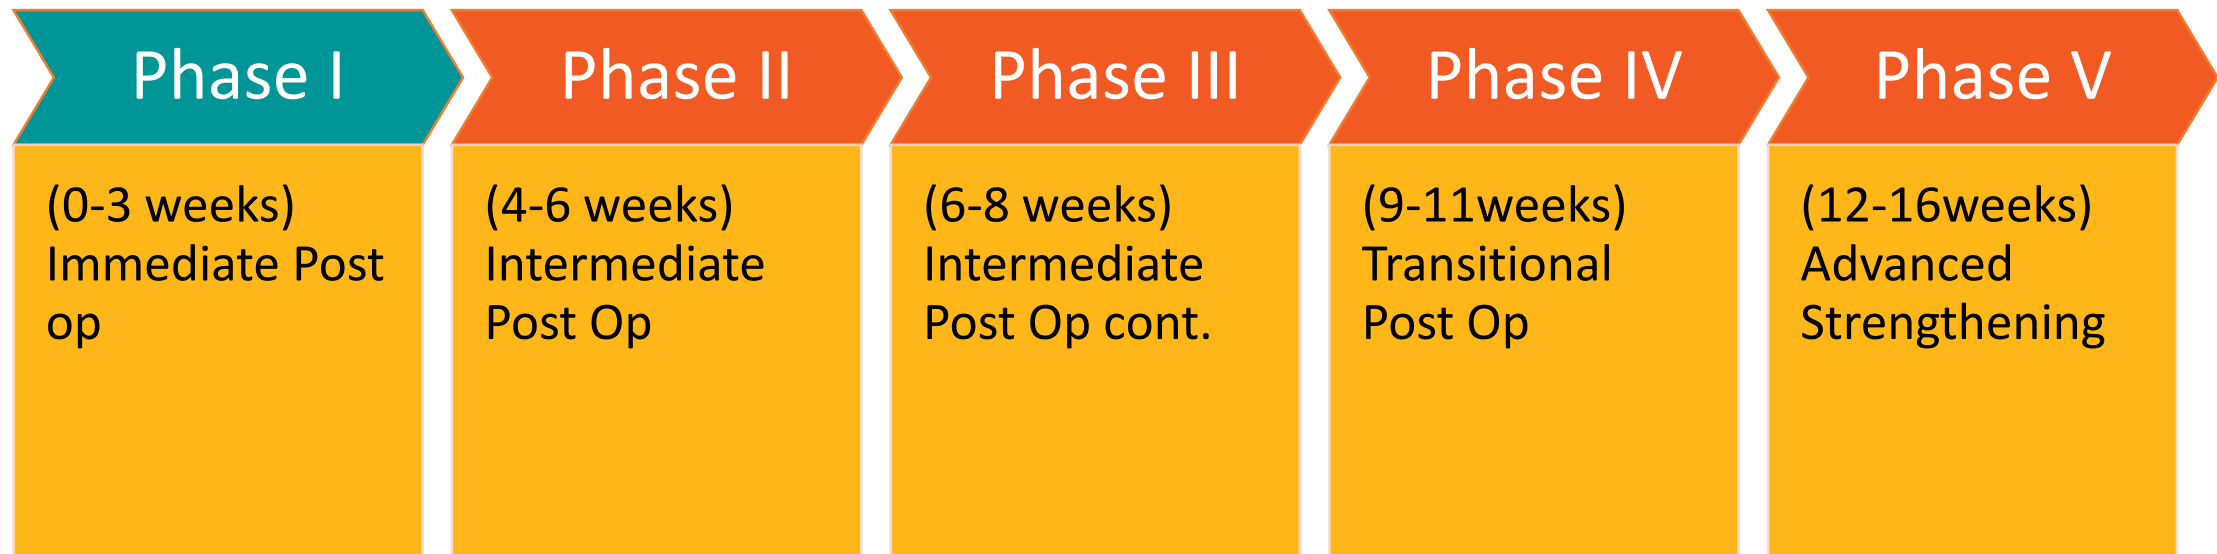 Phase I
(0-3 weeks)
Immediate Post
op
Phase II
(4-6 weeks)
Intermediate
Post Op
Phase III
(6-8 weeks)
Intermediate
Post Op cont.
Phase IV
(9-11weeks)
Transitional
Post Op
Phase V
(12-16weeks)
Advanced
Strengthening